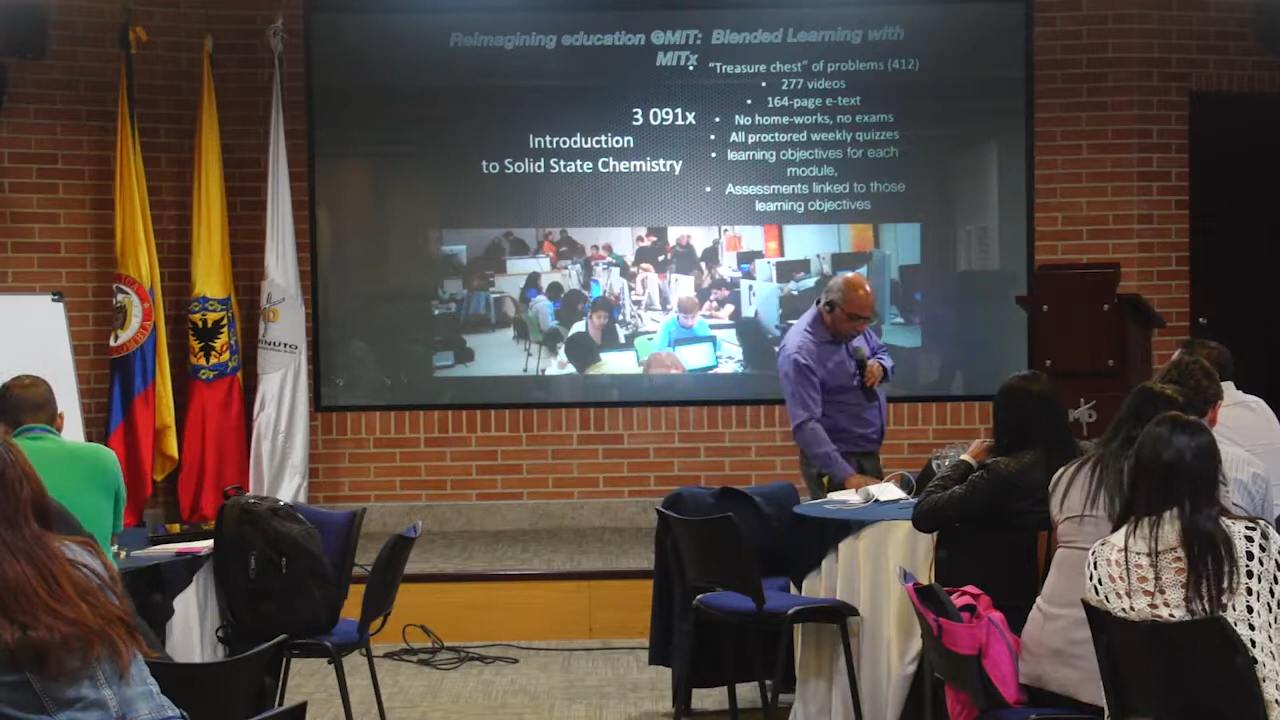 Reimagining education @MIT: Blended Learning with
MITx
3 091x
Introduction
to Solid State Chemistry
• "Treasure chest" of problems (412)
• 277 videos
• 164-page e-text
• No home-works, no exams
• All proctored weekly quizzes
• learning objectives for each
module,
• Assessments linked to those
learning objectives
MINUTO